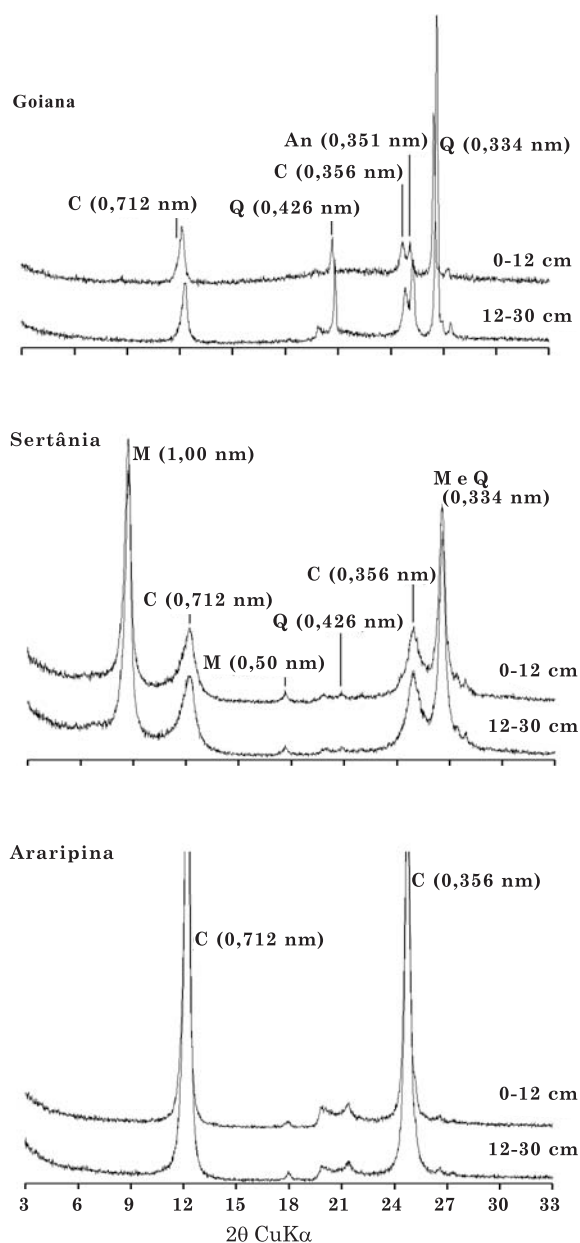 Goiana
An (0,351 nm)
Q (0,334 nm)
C (0,356 nm)
C (0,712 nm)
Q (0,426 nm)
0-12 cm
12-30 cm
Sertânia
M (1,00 nm)
M e Q
(0,334 nm)
C (0,356 nm)
C (0,712 nm)
Q (0,426 nm)
M (0,50 nm)
0-12 cm
12-30 cm
Araripina
C (0,356 nm)
C (0,712 nm)
0-12 cm
12-30 cm
3 6 9 12 15 18 21 24 27 30 33
2θ CuKα